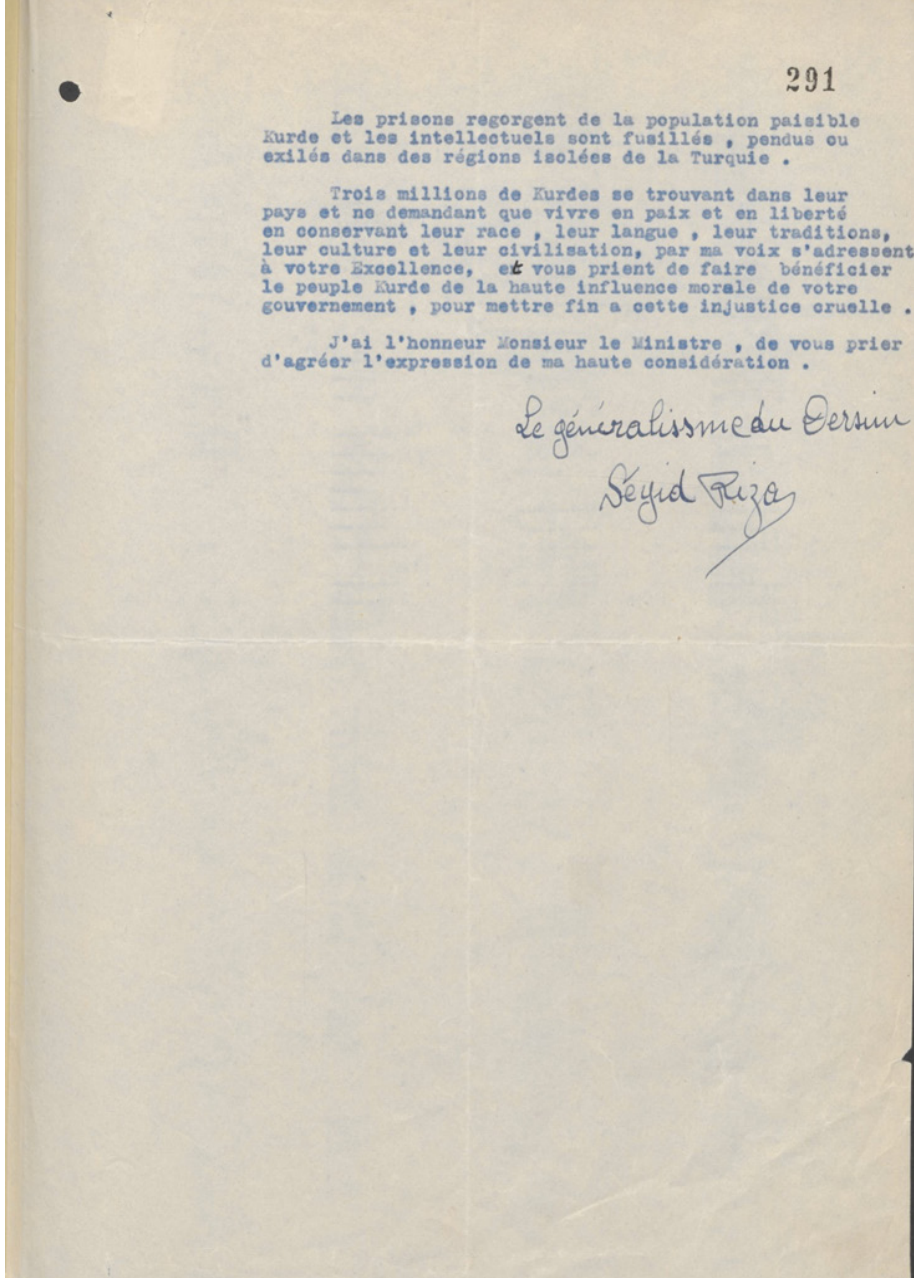 291
Les prisons regorgent de la population paisible
Kurde et les intellectuels sont fusillés , pendus ou
exilés dans des régions isolées de la Turquie .
Trois millions de Kurdes se trouvant dans leur
pays et ne demandant que vivre en paix et en liberté
en conservant leur race , leur langue , leur traditions,
leur culture et leur civilisation, par ma voix s'adressent
à votre Excellence, et vous prient de faire bénéficier
le peuple Kurde de la haute influence morale de votre
gouvernement , pour mettre fin a cette injustice cruelle .
J'ai l'honneur Monsieur le Ministre , de vous prier
d'agréer l'expression de ma haute considération .
Le généralissme du Dersim
Séyid Riza